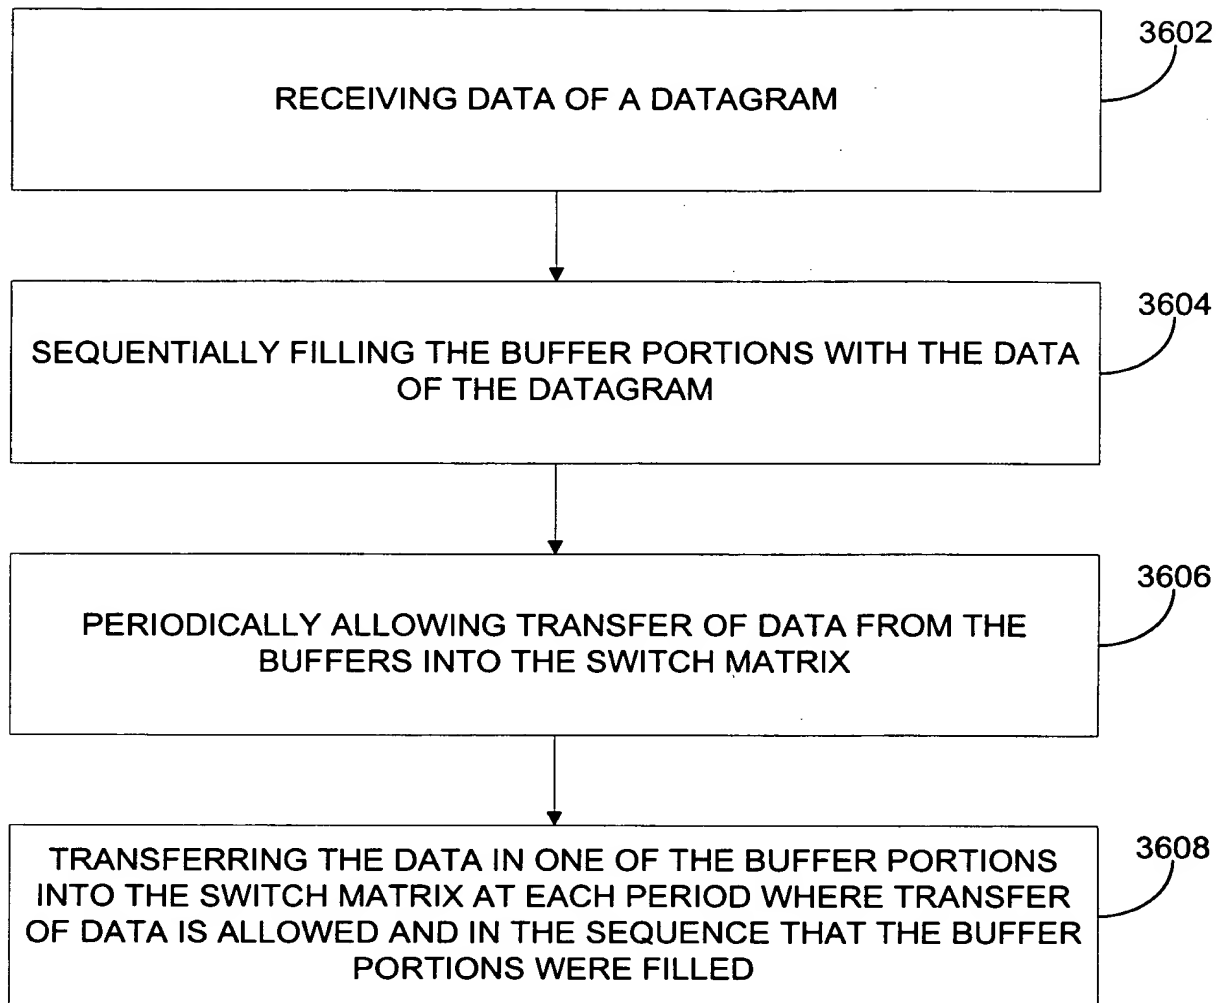 3602
RECEIVING DATA OF A DATAGRAM
3604
SEQUENTIALLY FILLING THE BUFFER PORTIONS WITH THE DATA
OF THE DATAGRAM
3606
PERIODICALLY ALLOWING TRANSFER OF DATA FROM THE
BUFFERS INTO THE SWITCH MATRIX
3608
TRANSFERRING THE DATA IN ONE OF THE BUFFER PORTIONS
INTO THE SWITCH MATRIX AT EACH PERIOD WHERE TRANSFER
OF DATA IS ALLOWED AND IN THE SEQUENCE THAT THE BUFFER
PORTIONS WERE FILLED